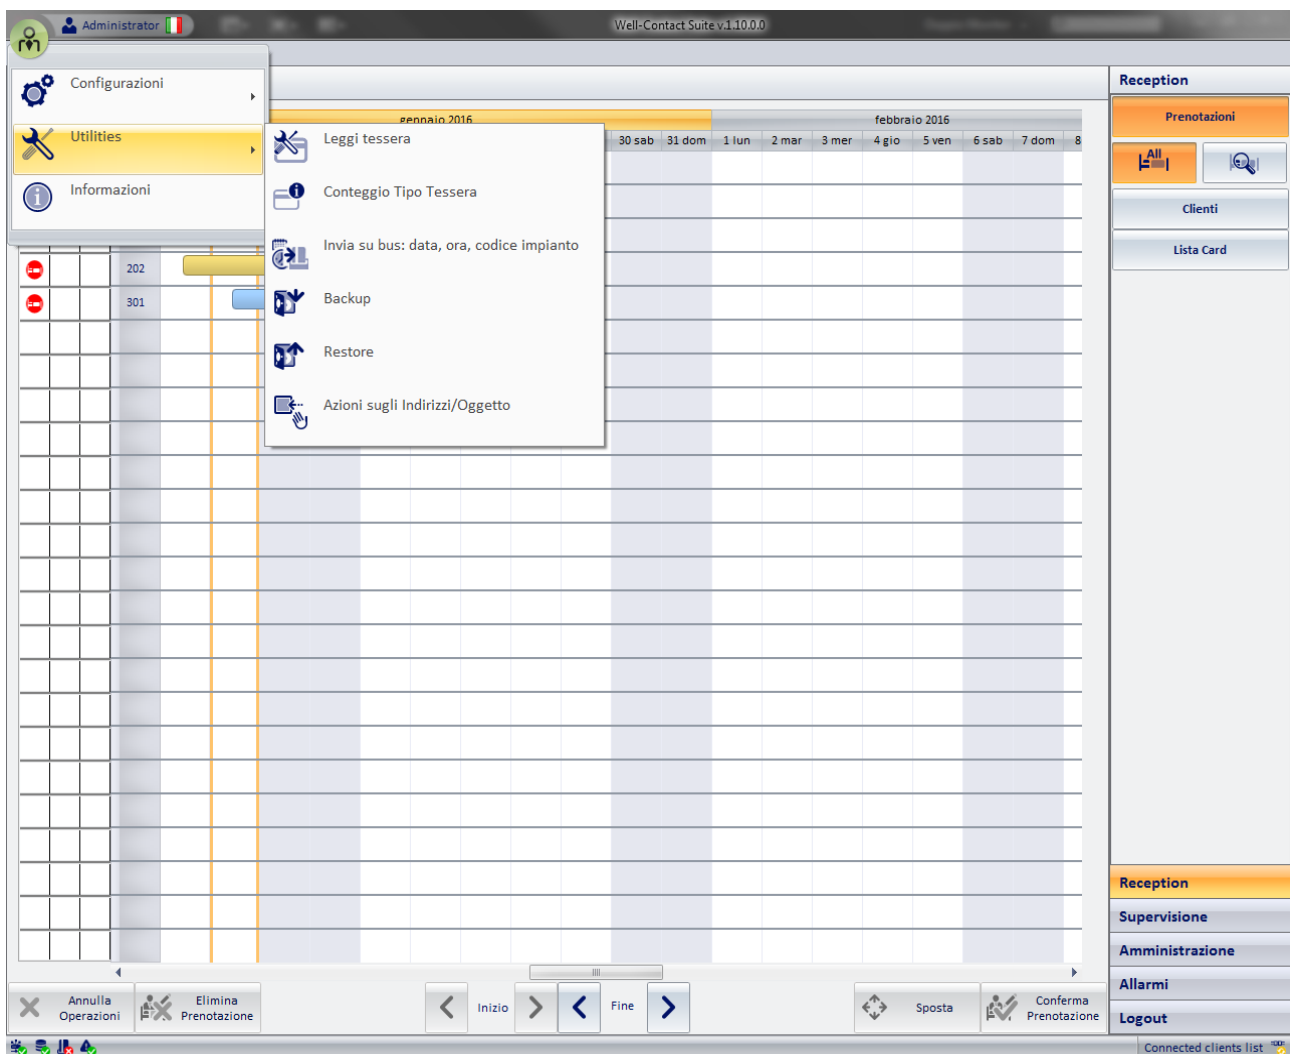 Administrator
Well-Contact Suite v.1.10.0.0
Configurazioni
Utilities
Informazioni
gennaio 2016
febbraio 2016
30 sab 31 dom 1 lun 2 mar 3 mer 4 gio 5 ven 6 sab 7 dom 8
Leggi tessera
Conteggio Tipo Tessera
Invia su bus: data, ora, codice impianto
Backup
Restore
Azioni sugli Indirizzi/Oggetto
202
301
Reception
Prenotazioni
All
Clienti
Lista Card
Reception
Supervisione
Amministrazione
Allarmi
Logout
Annulla Operazioni
Elimina Prenotazione
Inizio
Fine
Sposta
Conferma Prenotazione
Connected clients list